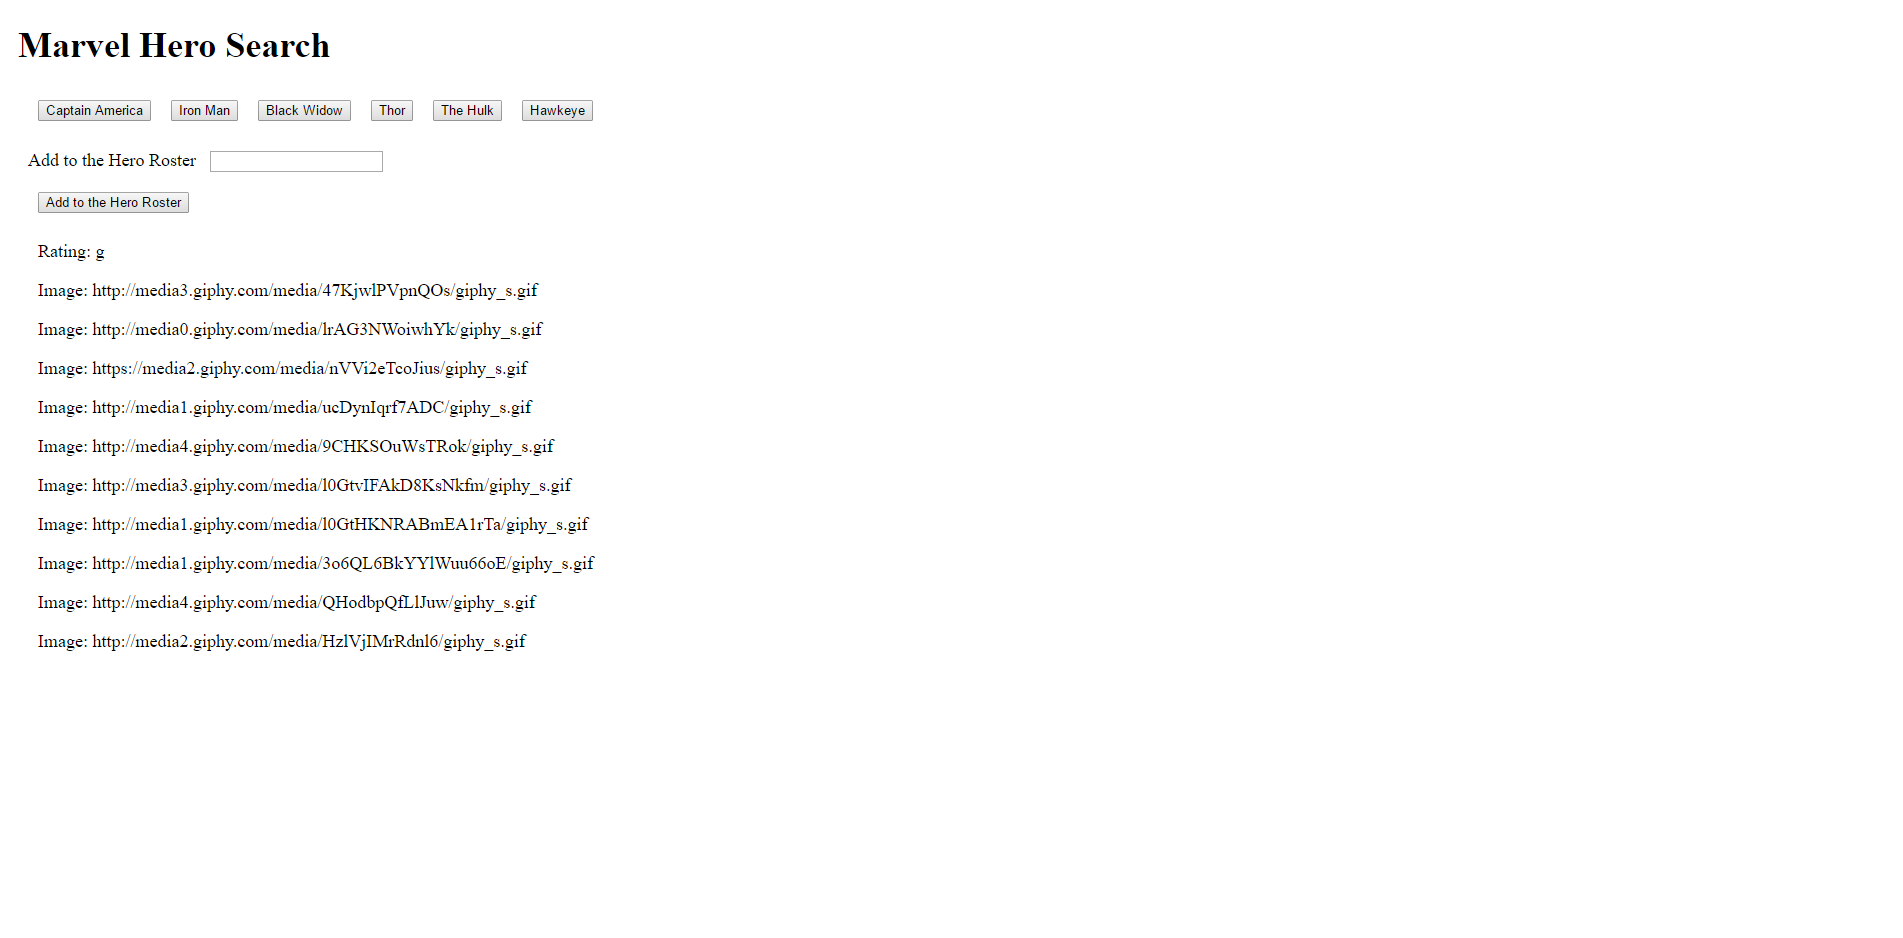 Marvel Hero Search
Captain America Iron Man Black Widow Thor The Hulk Hawkeye
Add to the Hero Roster
Add to the Hero Roster
Rating: g
Image: http://media3.giphy.com/media/47KjwlPVpnQOs/giphy_s.gif
Image: http://media0.giphy.com/media/lrAG3NWoiwhYk/giphy_s.gif
Image: https://media2.giphy.com/media/nVVi2eTcoJius/giphy_s.gif
Image: http://media1.giphy.com/media/ucDynIqrf7ADC/giphy_s.gif
Image: http://media4.giphy.com/media/9CHKSOuWsTRok/giphy_s.gif
Image: http://media3.giphy.com/media/l0GtvIFAkD8KsNkfm/giphy_s.gif
Image: http://media1.giphy.com/media/l0GtHKNRABmEA1rTa/giphy_s.gif
Image: http://media1.giphy.com/media/3o6QL6BkYYlWuu66oE/giphy_s.gif
Image: http://media4.giphy.com/media/QHodbpQfLlJuw/giphy_s.gif
Image: http://media2.giphy.com/media/HzlVjIMrRdnl6/giphy_s.gif